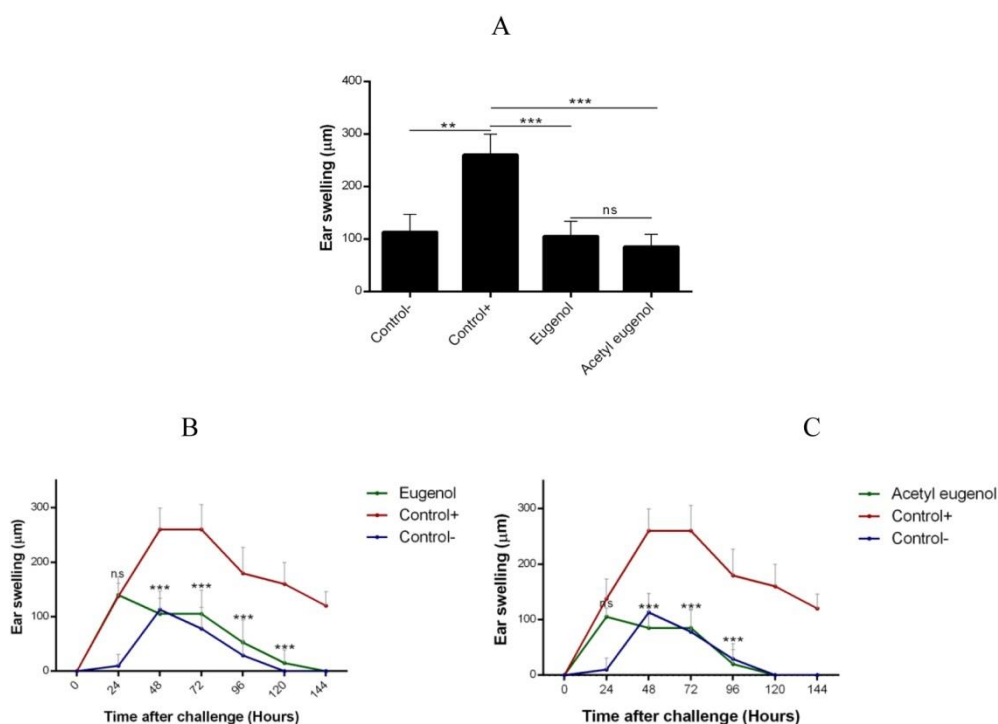 A
Ear swelling (μm)
400
300
200
100
0
***
**
***
ns
Control-
Control+
Eugenol
Acetyl eugenol
B
Ear swelling (μm)
300
200
100
0
ns
***
***
***
***
0
24
48
72
96
120
144
Time after challenge (Hours)
Eugenol
Control+
Control-
C
Ear swelling (μm)
300
200
100
0
ns
***
***
***
0
24
48
72
96
120
144
Time after challenge (Hours)
Acetyl eugenol
Control+
Control-